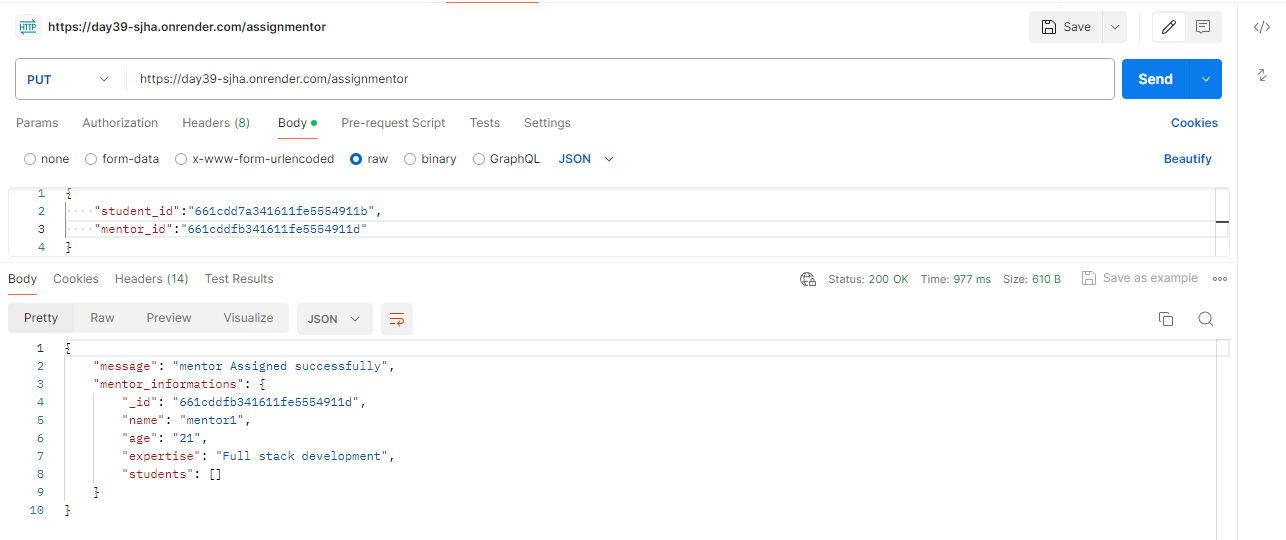 HTTP https://day39-sjha.onrender.com/assignmentor Save
PUT https://day39-sjha.onrender.com/assignmentor Send
Params Authorization Headers (8) Body Pre-request Script Tests Settings Cookies
none form-data x-www-form-urlencoded raw binary GraphQL JSON Beautify
1 {
2 "student_id":"661cdd7a341611fe5554911b",
3 "mentor_id":"661cddfb341611fe5554911d"
4 }
Body Cookies Headers (14) Test Results Status: 200 OK Time: 977 ms Size: 610 B Save as example
Pretty Raw Preview Visualize JSON
1 {
2 "message": "mentor Assigned successfully",
3 "mentor_informations": {
4 "_id": "661cddfb341611fe5554911d",
5 "name": "mentor1",
6 "age": "21",
7 "expertise": "Full stack development",
8 "students": []
9 }
10 }